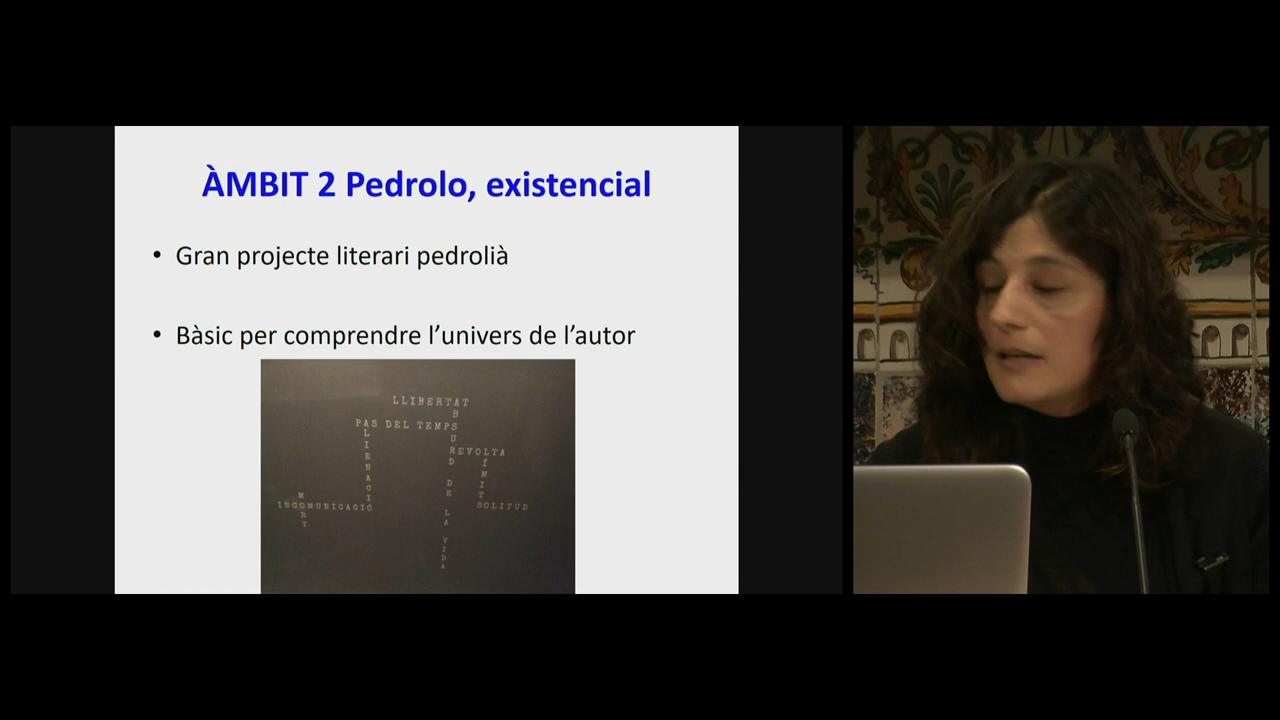 ÀMBIT 2 Pedrolo, existencial
• Gran projecte literari pedrolià
• Bàsic per comprendre l’univers de l’autor
LLIBERTAT
ABSURD DE LA VIDA
PAS DEL TEMPS
ALIENACIÓ
REVOLTA
LÍMITS
MORT
INCOMUNICACIÓ
SOLITUD